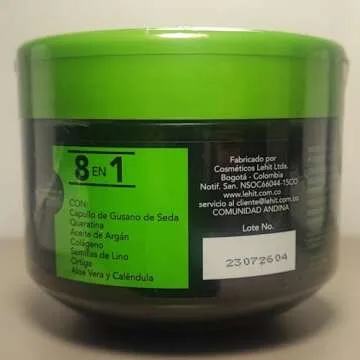 8 EN 1
CON:
Capullo de Gusano de Seda
Queratina
Aceite de Argán
Colágeno
Semillas de Lino
Ortiga
Aloe Vera y Caléndula
Fabricado por
Cosméticos Lehit Ltda.
Bogotá - Colombia
Notif. San. NSOC66044-15CO
www.lehit.com.co
servicio al cliente@lehit.com.co
COMUNIDAD ANDINA
Lote No.
23072604